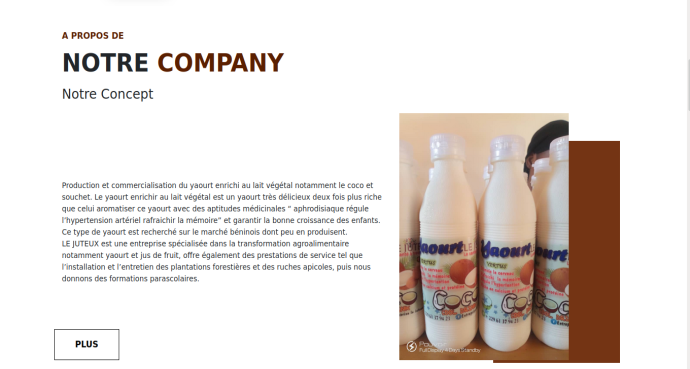 A PROPOS DE
NOTRE COMPANY
Notre Concept
Production et commercialisation du yaourt enrichi au lait végétal notamment le coco et
souchet. Le yaourt enrichir au lait végétal est un yaourt très délicieux deux fois plus riche
que celui aromatiser ce yaourt avec des aptitudes médicinales " aphrodisiaque régule
l'hypertension artériel rafraichir la mémoire" et garantir la bonne croissance des enfants.
Ce type de yaourt est recherché sur le marché béninois dont peu en produisent.
LE JUTEUX est une entreprise spécialisée dans la transformation agroalimentaire
notamment yaourt et jus de fruit, offre également des prestations de service tel que
l'installation et l'entretien des plantations forestières et des ruches apicoles, puis nous
donnons des formations parascolaires.
PLUS
Yaourt
Yaourt
COCO
COCO